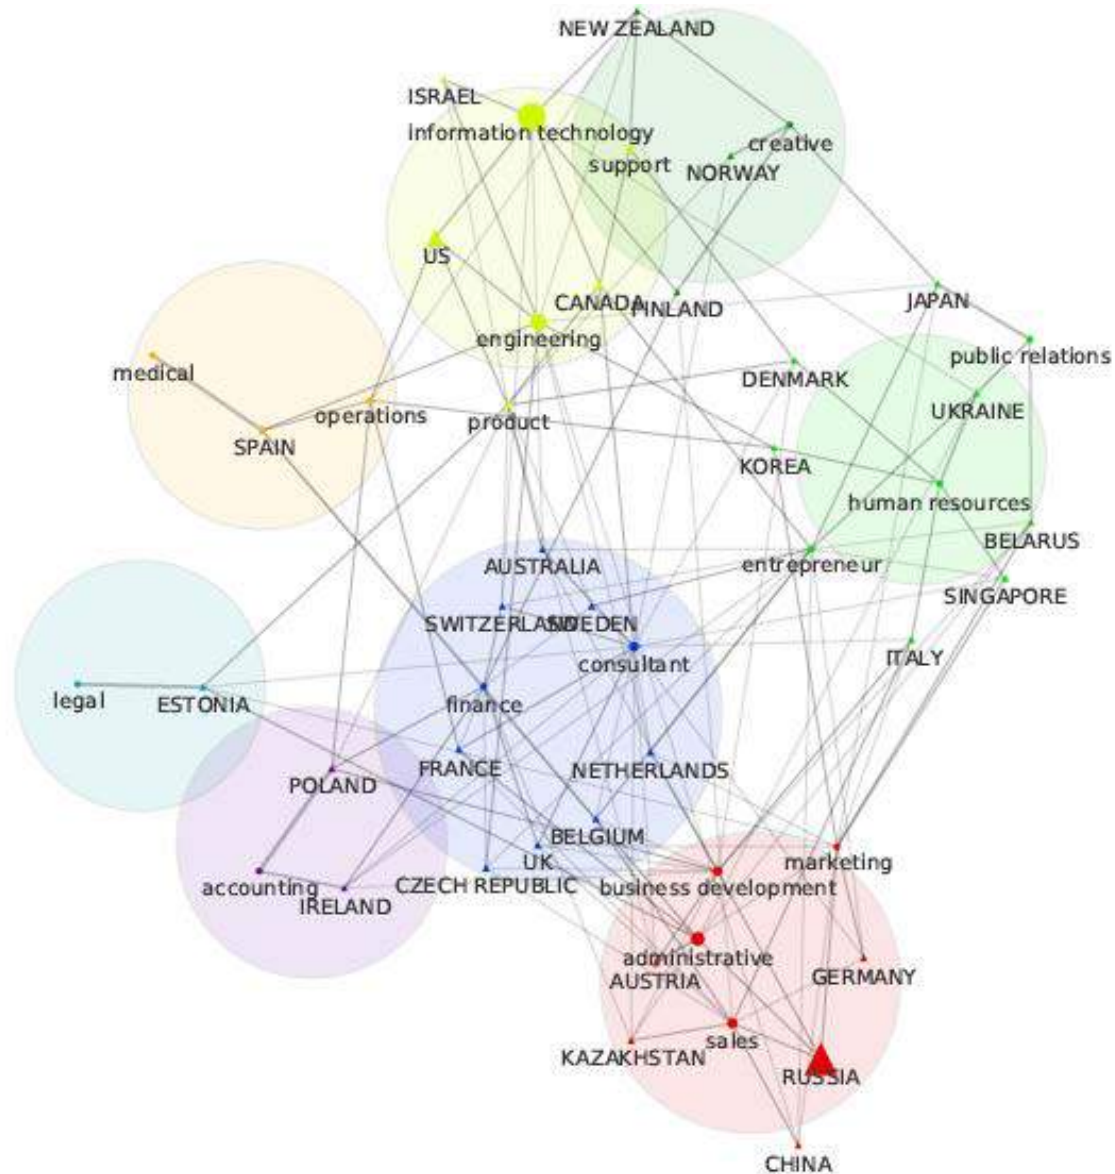 NEW ZEALAND
ISRAEL
information technology
creative
support
NORWAY
US
CANADA
FINLAND
JAPAN
engineering
public relations
medical
DENMARK
UKRAINE
operations
product
SPAIN
KOREA
human resources
BELARUS
AUSTRALIA
entrepreneur
SINGAPORE
SWITZERLAND
SWEDEN
ITALY
consultant
legal
ESTONIA
finance
FRANCE
NETHERLANDS
POLAND
BELGIUM
UK
marketing
accounting
CZECH REPUBLIC
business development
IRELAND
administrative
GERMANY
AUSTRIA
sales
KAZAKHSTAN
RUSSIA
CHINA